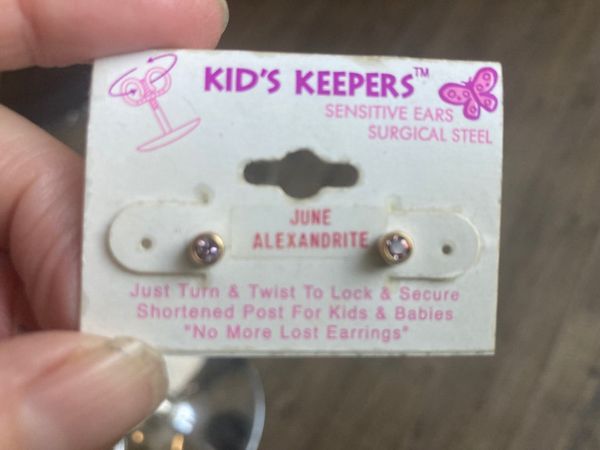 KID'S KEEPERS™
SENSITIVE EARS
SURGICAL STEEL
JUNE
ALEXANDRITE
Just Turn & Twist To Lock & Secure
Shortened Post For Kids & Babies
"No More Lost Earrings"